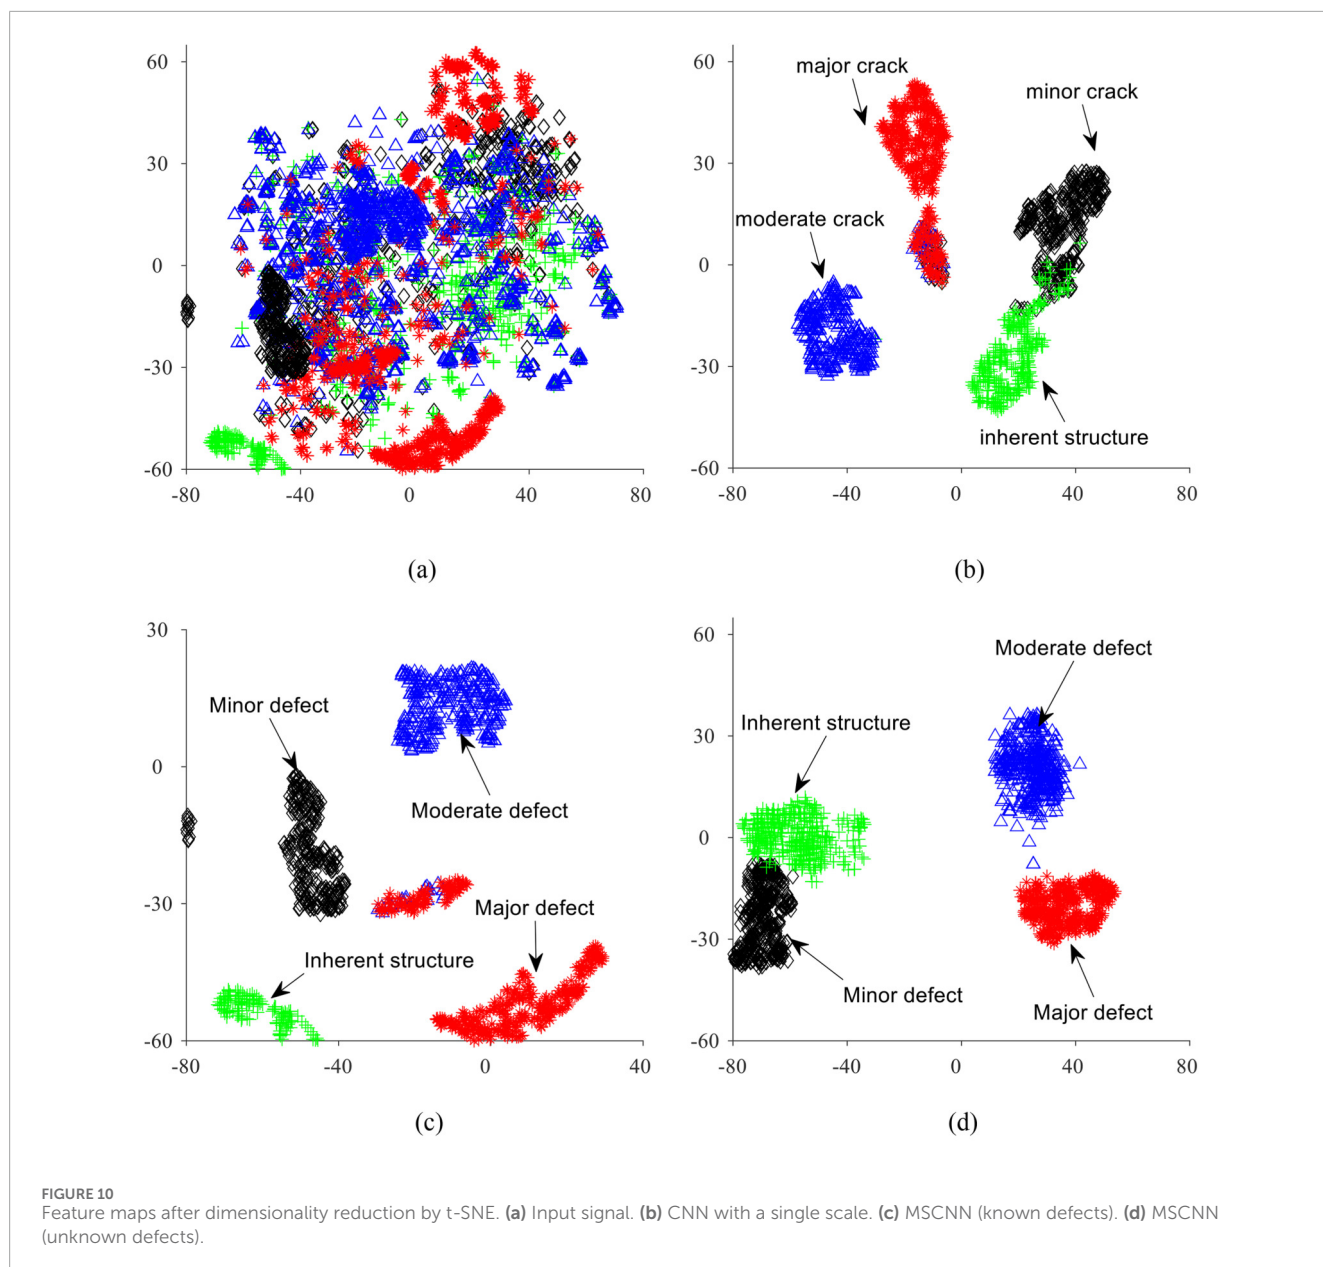 60
30
0
-30
-60
-80
-40
0
40
80
(a)
60
30
0
-30
-60
-80
-40
0
40
80
major crack
minor crack
moderate crack
inherent structure
(b)
30
0
-30
-60
-80
-40
0
40
Minor defect
Moderate defect
Major defect
Inherent structure
(c)
60
30
0
-30
-60
-80
-40
0
40
80
Moderate defect
Inherent structure
Minor defect
Major defect
(d)
FIGURE 10
Feature maps after dimensionality reduction by t-SNE. (a) Input signal. (b) CNN with a single scale. (c) MSCNN (known defects). (d) MSCNN
(unknown defects).